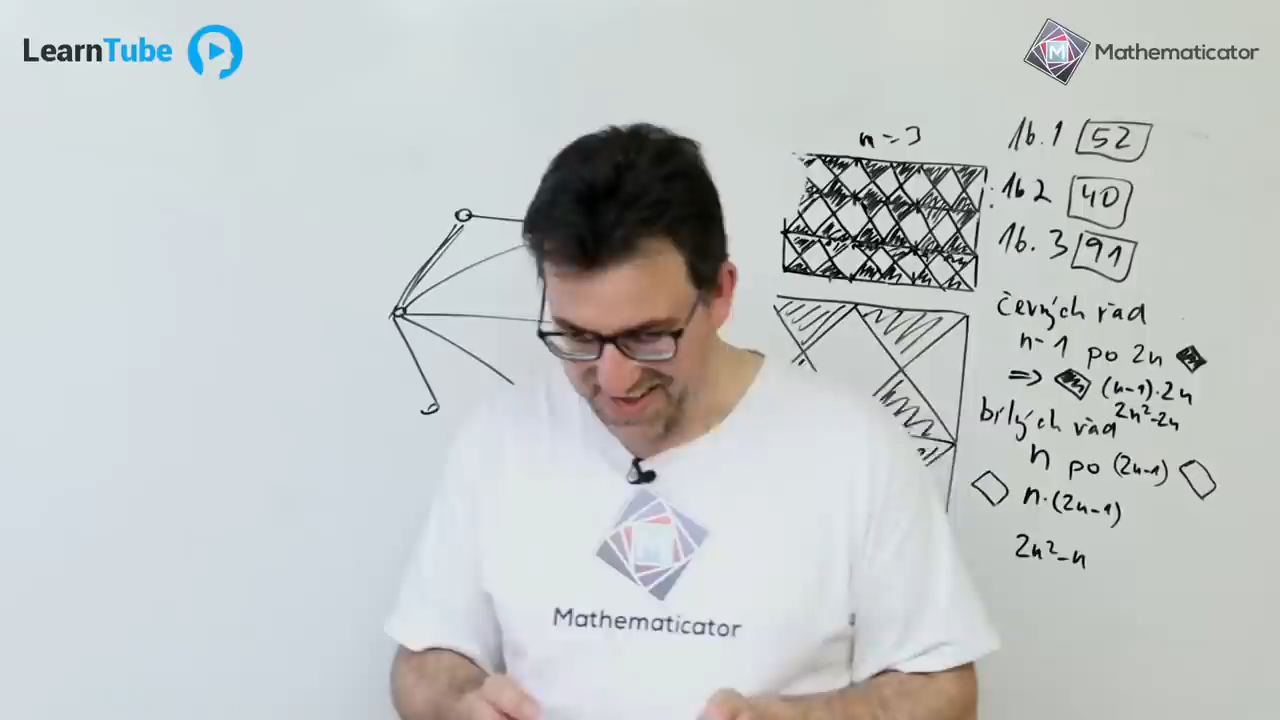 LearnTube
Mathematicator
n = 3
16.1 52
16.2 40
16.3 91
černých řad
n-1 po 2n
⇒ (n-1)·2n
2n²-2n
bílých řad
n po (2n-1)
n·(2n-1)
2n²-n
Mathematicator